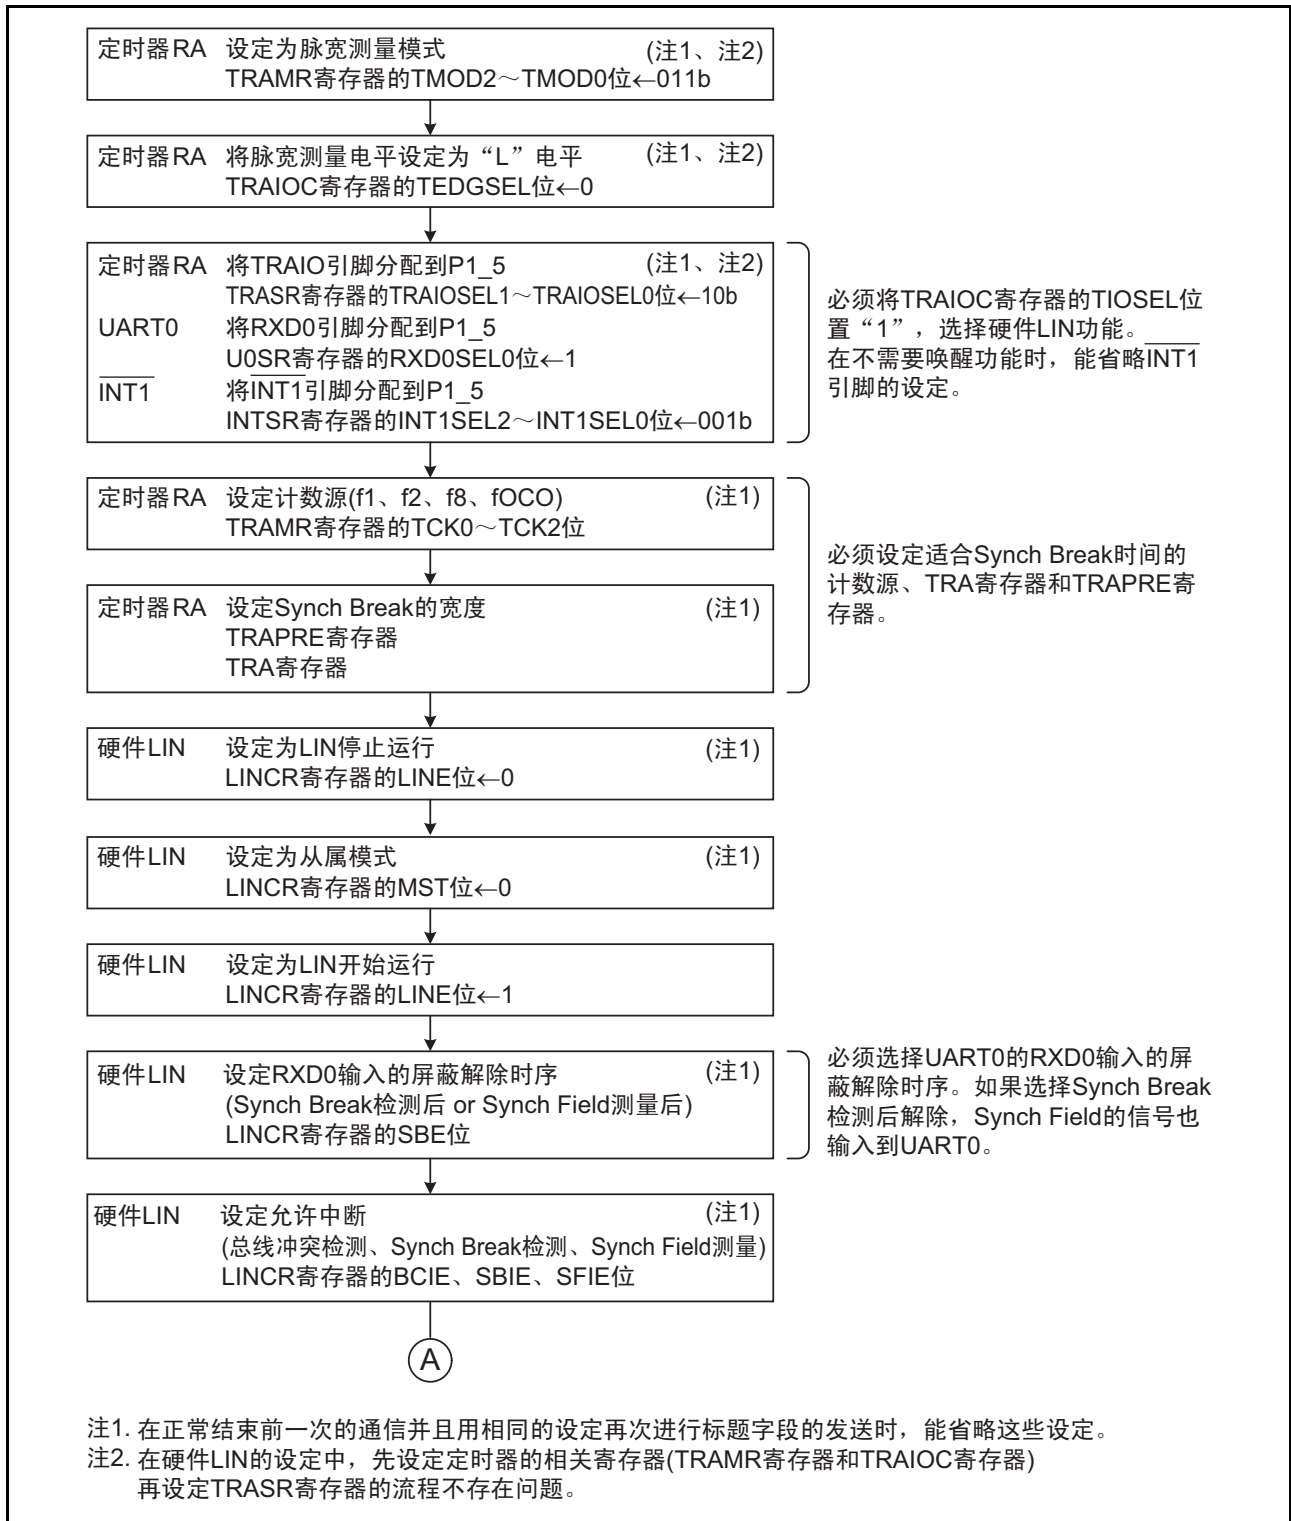 定时器RA 设定为脉宽测量模式 (注1、注2)
TRAMR寄存器的TMOD2～TMOD0位←011b
定时器RA 将脉宽测量电平设定为“L”电平 (注1、注2)
TRAIOC寄存器的TEDGSEL位←0
定时器RA 将TRAIO引脚分配到P1_5 (注1、注2)
TRASR寄存器的TRAIOSEL1～TRAIOSEL0位←10b
UART0 将RXD0引脚分配到P1_5
U0SR寄存器的RXD0SEL0位←1
INT1 将INT1引脚分配到P1_5
INTSR寄存器的INT1SEL2～INT1SEL0位←001b
必须将TRAIOC寄存器的TIOSEL位
置“1”，选择硬件LIN功能。
在不需要唤醒功能时，能省略INT1
引脚的设定。
定时器RA 设定计数源(f1、f2、f8、fOCO) (注1)
TRAMR寄存器的TCK0～TCK2位
定时器RA 设定Synch Break的宽度 (注1)
TRAPRE寄存器
TRA寄存器
必须设定适合Synch Break时间的
计数源、TRA寄存器和TRAPRE寄
存器。
硬件LIN 设定为LIN停止运行 (注1)
LINCR寄存器的LINE位←0
硬件LIN 设定为从属模式 (注1)
LINCR寄存器的MST位←0
硬件LIN 设定为LIN开始运行
LINCR寄存器的LINE位←1
硬件LIN 设定RXD0输入的屏蔽解除时序 (注1)
(Synch Break检测后 or Synch Field测量后)
LINCR寄存器的SBE位
必须选择UART0的RXD0输入的屏
蔽解除时序。如果选择Synch Break
检测后解除，Synch Field的信号也
输入到UART0。
硬件LIN 设定允许中断 (注1)
(总线冲突检测、Synch Break检测、Synch Field测量)
LINCR寄存器的BCIE、SBIE、SFIE位
A
注1. 在正常结束前一次的通信并且用相同的设定再次进行标题字段的发送时，能省略这些设定。
注2. 在硬件LIN的设定中，先设定定时器的相关寄存器(TRAMR寄存器和TRAIOC寄存器)
再设定TRASR寄存器的流程不存在问题。